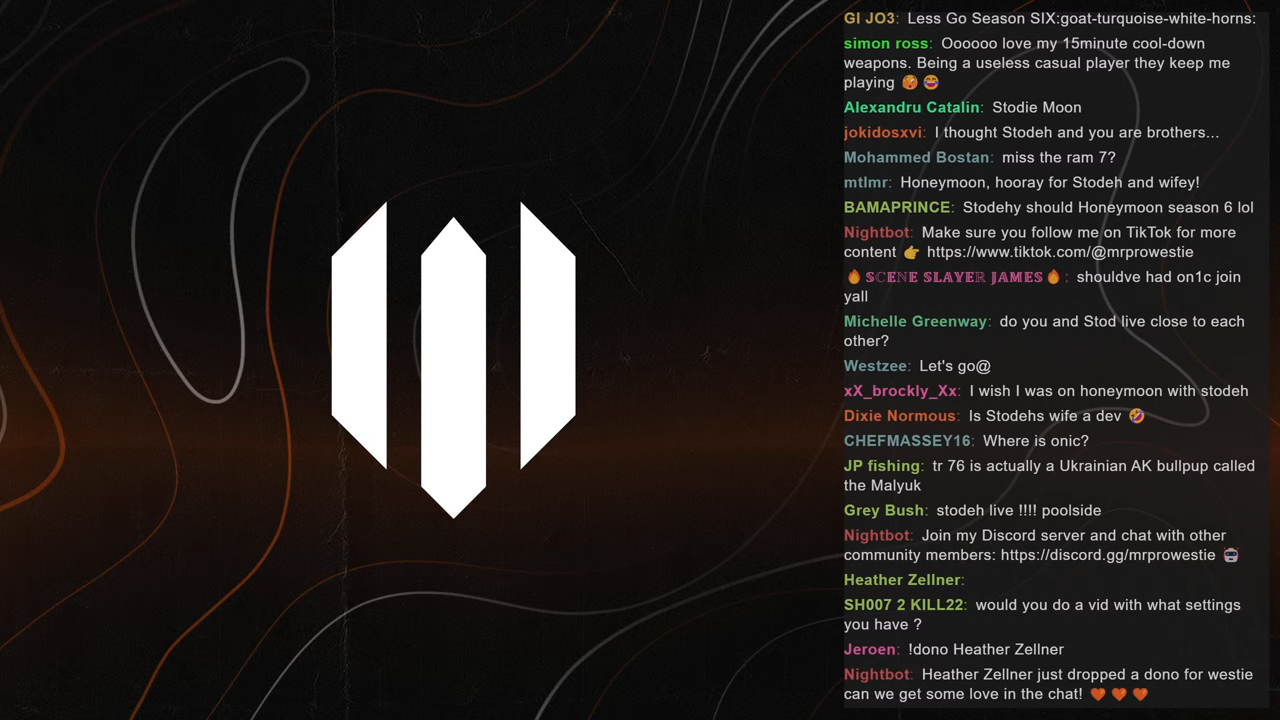 GI JO3: Less Go Season SIX:goat-turquoise-white-horns:
simon ross: Oooooo love my 15minute cool-down
weapons. Being a useless casual player they keep me
playing 🥵 😂
Alexandru Catalin: Stodie Moon
jokidosxvi: I thought Stodeh and you are brothers...
Mohammed Bostan: miss the ram 7?
mtlmr: Honeymoon, hooray for Stodeh and wifey!
BAMAPRINCE: Stodehy should Honeymoon season 6 lol
Nightbot: Make sure you follow me on TikTok for more
content 👉 https://www.tiktok.com/@mrprowestie
🔥 𝕊ℂ𝔼ℕ𝔼 𝕊𝕃𝔸𝕐𝔼ℝ 𝕁𝔸𝕄𝔼𝕊 🔥: shouldve had on1c join
yall
Michelle Greenway: do you and Stod live close to each
other?
Westzee: Let's go@
xX_brockly_Xx: I wish I was on honeymoon with stodeh
Dixie Normous: Is Stodehs wife a dev 🤣
CHEFMASSEY16: Where is onic?
JP fishing: tr 76 is actually a Ukrainian AK bullpup called
the Malyuk
Grey Bush: stodeh live !!!! poolside
Nightbot: Join my Discord server and chat with other
community members: https://discord.gg/mrprowestie 🤖
Heather Zellner:
SH007 2 KILL22: would you do a vid with what settings
you have ?
Jeroen: !dono Heather Zellner
Nightbot: Heather Zellner just dropped a dono for westie
can we get some love in the chat! 🧡 🧡 🧡